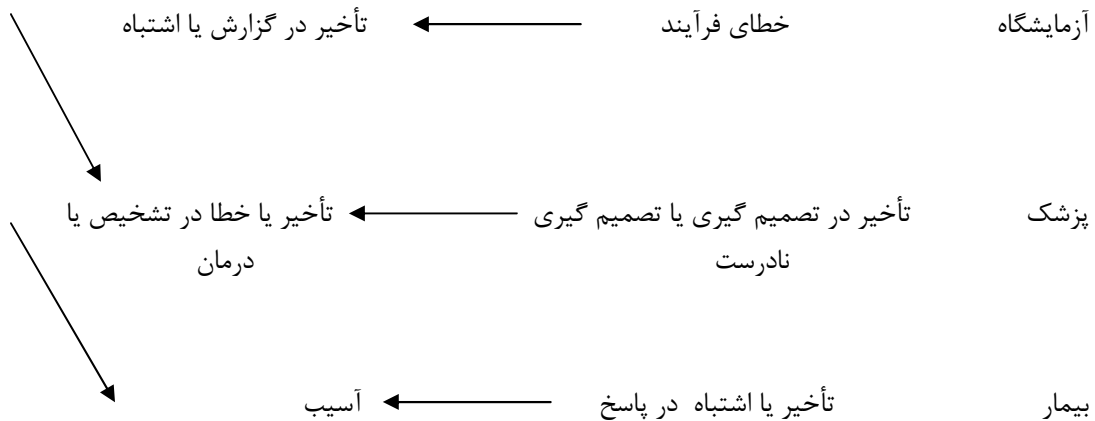 آزمایشگاه خطای فرآیند تأخیر در گزارش یا اشتباه
پزشک تأخیر در تصمیم گیری یا تصمیم گیری تأخیر یا خطا در تشخیص یا
نادرست درمان
بیمار تأخیر یا اشتباه در پاسخ آسیب